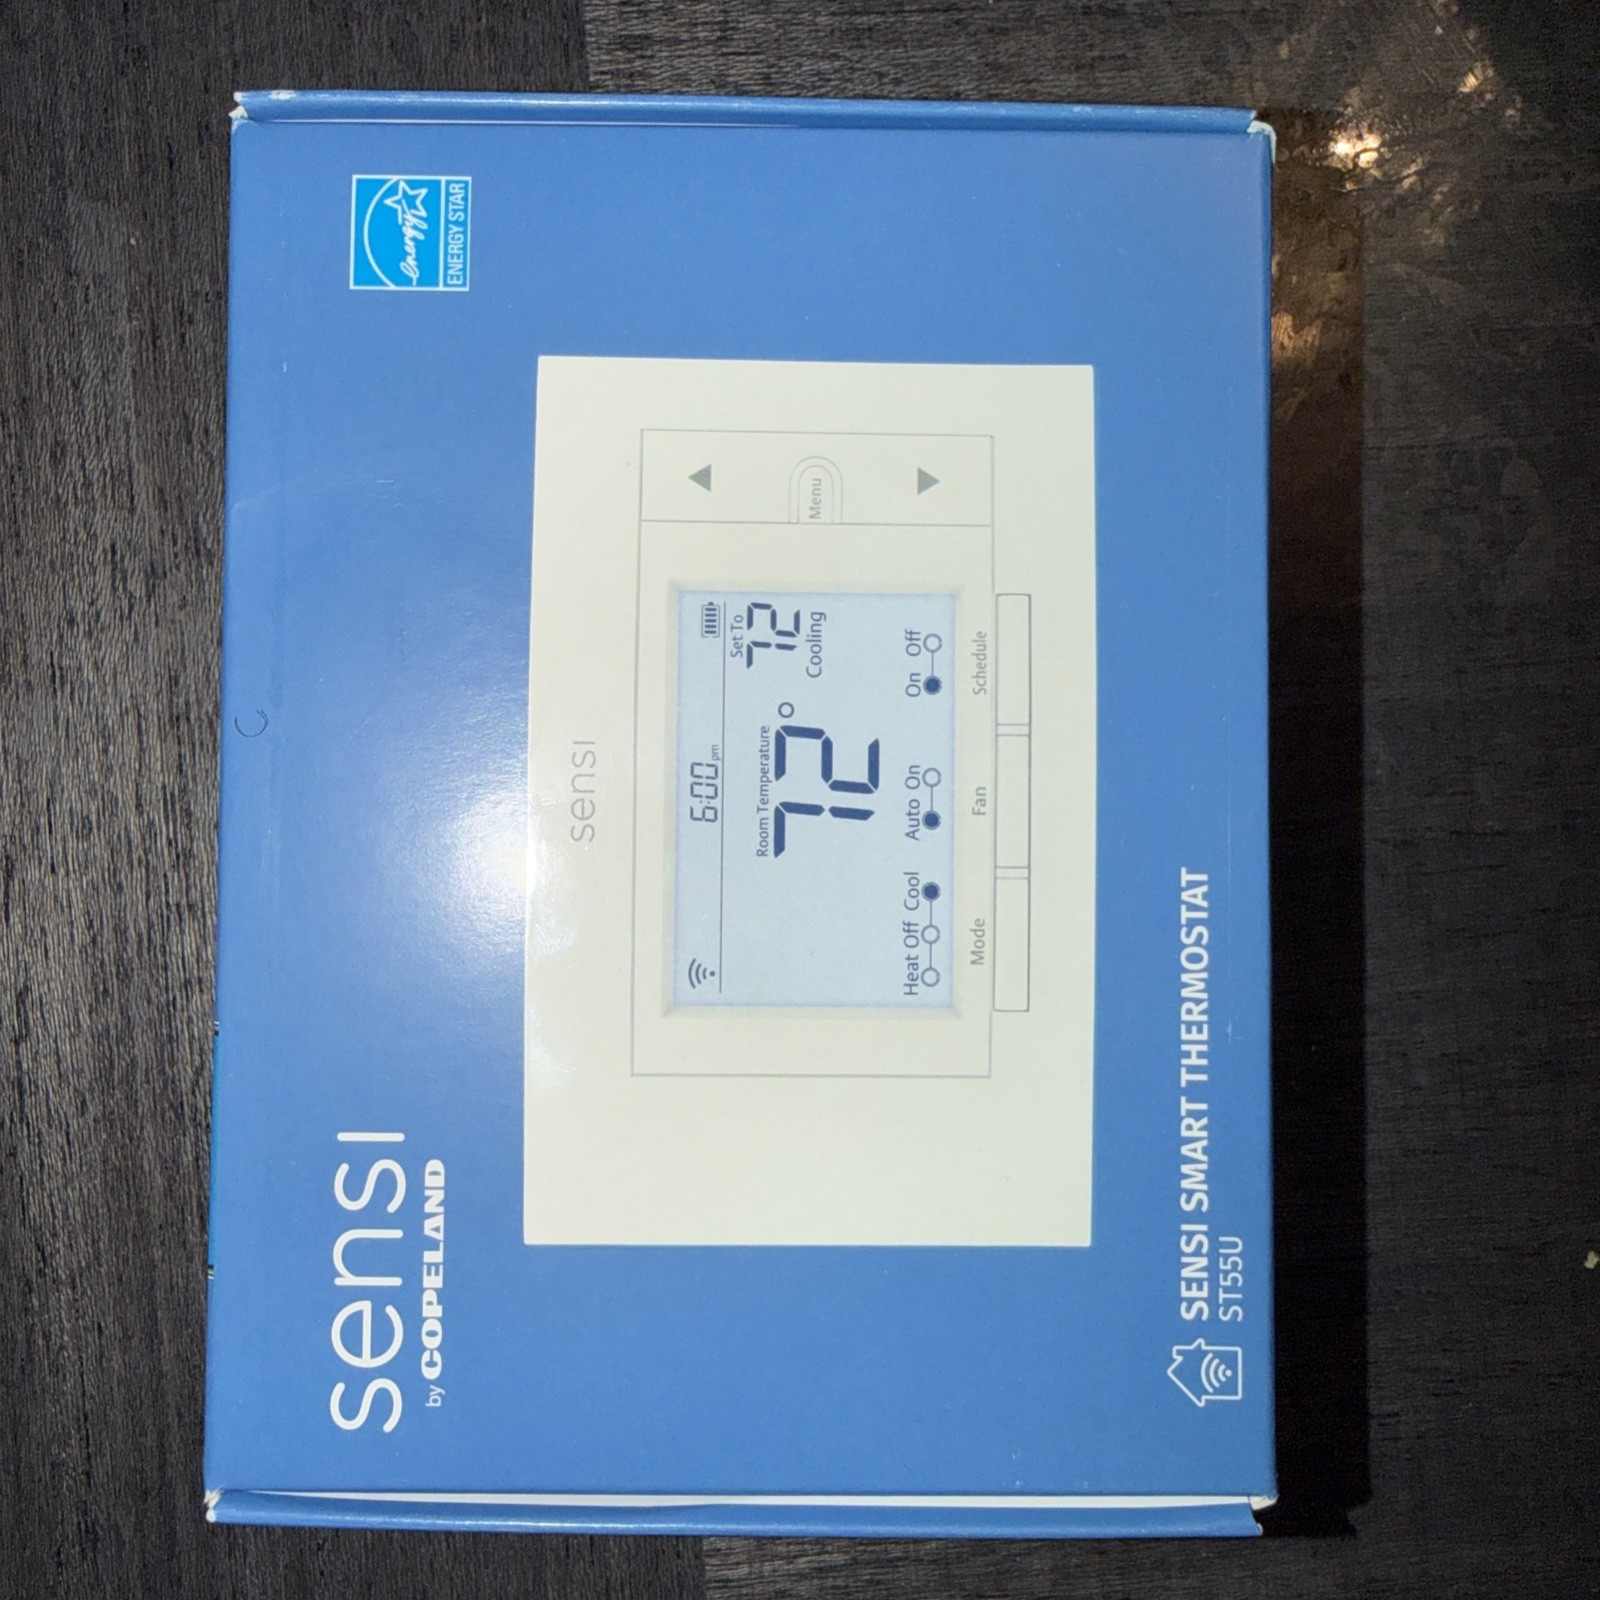 sensi
by COPELAND
energy
ENERGY STAR
sensi
6:00 pm
Room Temperature
72°
Set To
72
Cooling
Heat Off Cool
Auto On
On Off
Mode
Fan
Schedule
Menu
SENSI SMART THERMOSTAT
ST55U